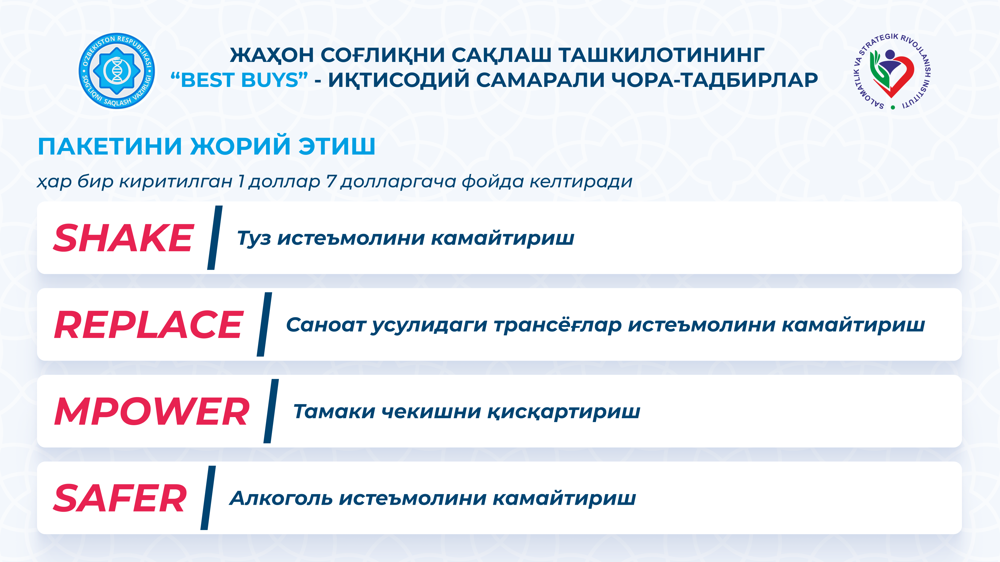 O'ZBEKISTON RESPUBLIKASI
SOG'LIQNI SAQLASH VAZIRLIGI
ЖАҲОН СОҒЛИҚНИ САҚЛАШ ТАШКИЛОТИНИНГ
“BEST BUYS” - ИҚТИСОДИЙ САМАРАЛИ ЧОРА-ТАДБИРЛАР
SALOMATLIK VA STRATEGIK RIVOJLANISH INSTITUTI
ПАКЕТИНИ ЖОРИЙ ЭТИШ
ҳар бир киритилган 1 доллар 7 долларгача фойда келтиради
SHAKE
Туз истеъмолини камайтириш
REPLACE
Саноат усулидаги трансёғлар истеъмолини камайтириш
MPOWER
Тамаки чекишни қисқартириш
SAFER
Алкоголь истеъмолини камайтириш